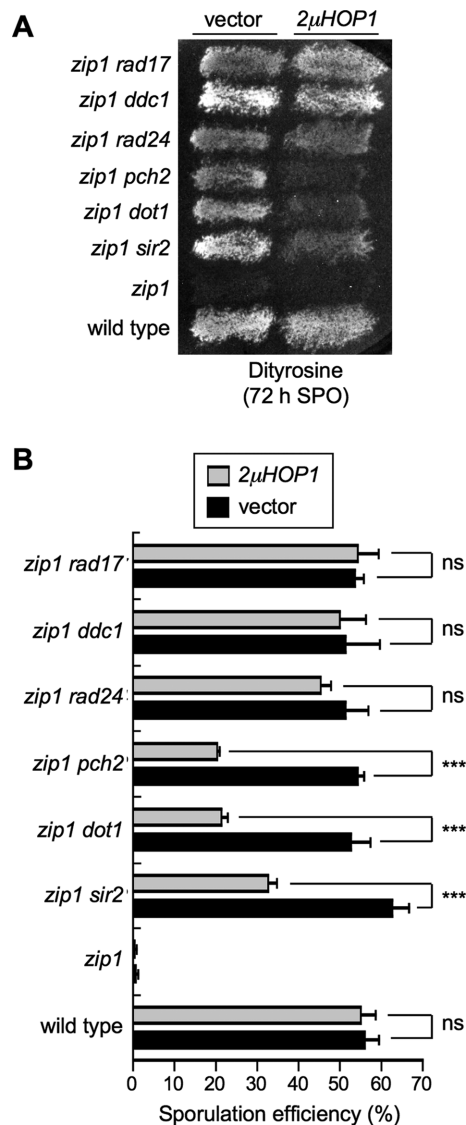 A
vector 2µHOP1
zip1 rad17
zip1 ddc1
zip1 rad24
zip1 pch2
zip1 dot1
zip1 sir2
zip1
wild type
Dityrosine
(72 h SPO)
B
2µHOP1
vector
zip1 rad17
ns
zip1 ddc1
ns
zip1 rad24
ns
zip1 pch2
***
zip1 dot1
***
zip1 sir2
***
zip1
wild type
ns
0 10 20 30 40 50 60 70
Sporulation efficiency (%)